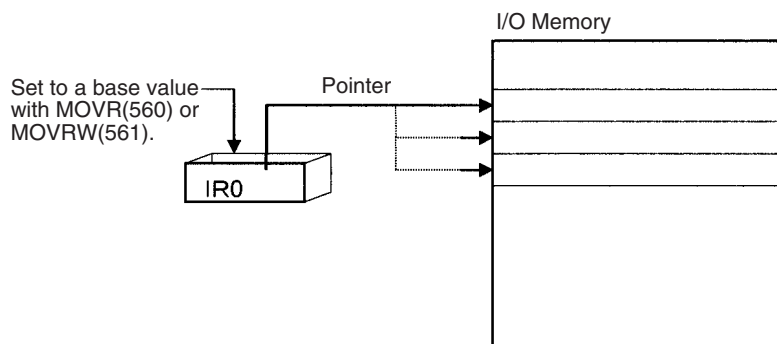 I/O Memory
Set to a base value
with MOVR(560) or
MOVRW(561).
Pointer
IR0